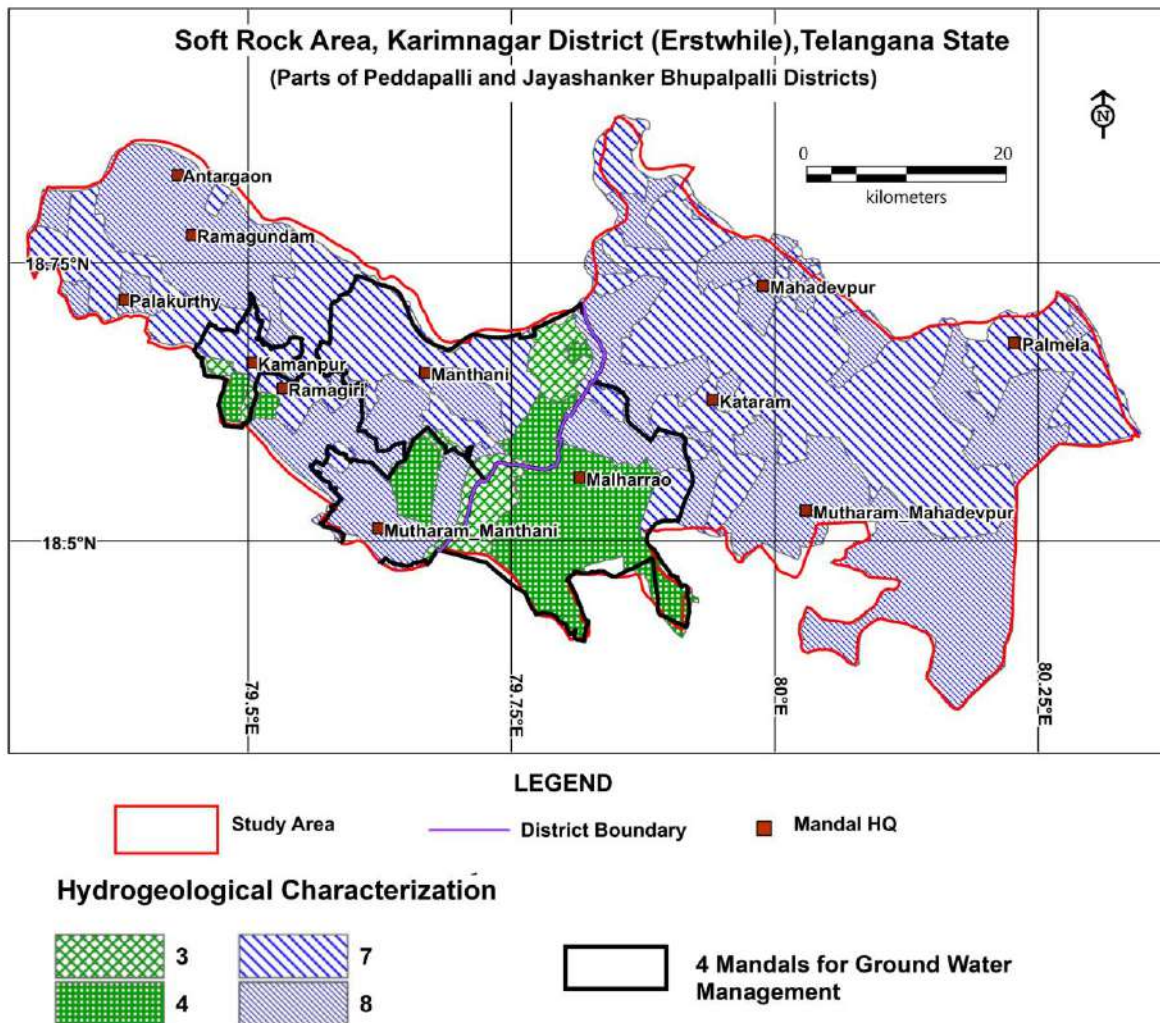 Soft Rock Area, Karimnagar District (Erstwhile),Telangana State
(Parts of Peddapalli and Jayashanker Bhupalpalli Districts)
N
0 20
kilometers
Antargaon
Ramagundam
18.75°N
Mahadevpur
Palakurthy
Palmela
Kamanpur
Manthani
Ramagiri
Kataram
Malharrao
Mutharam_Mahadevpur
Mutharam_Manthani
18.5°N
79.5°E
79.75°E
80°E
80.25°E
LEGEND
Study Area
District Boundary
Mandal HQ
Hydrogeological Characterization
3
7
4 Mandals for Ground Water
Management
4
8